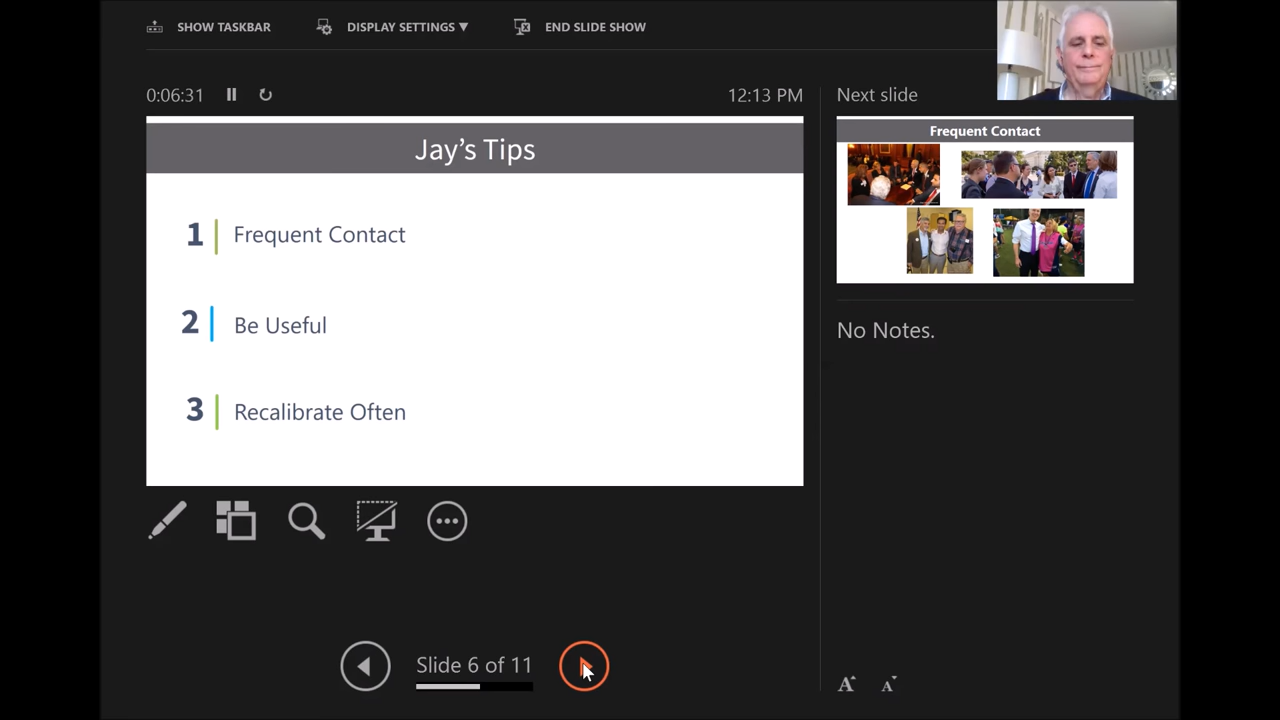 SHOW TASKBAR
DISPLAY SETTINGS ▼
END SLIDE SHOW
0:06:31
12:13 PM
Jay’s Tips
1 Frequent Contact
2 Be Useful
3 Recalibrate Often
Slide 6 of 11
Next slide
Frequent Contact
No Notes.
A A